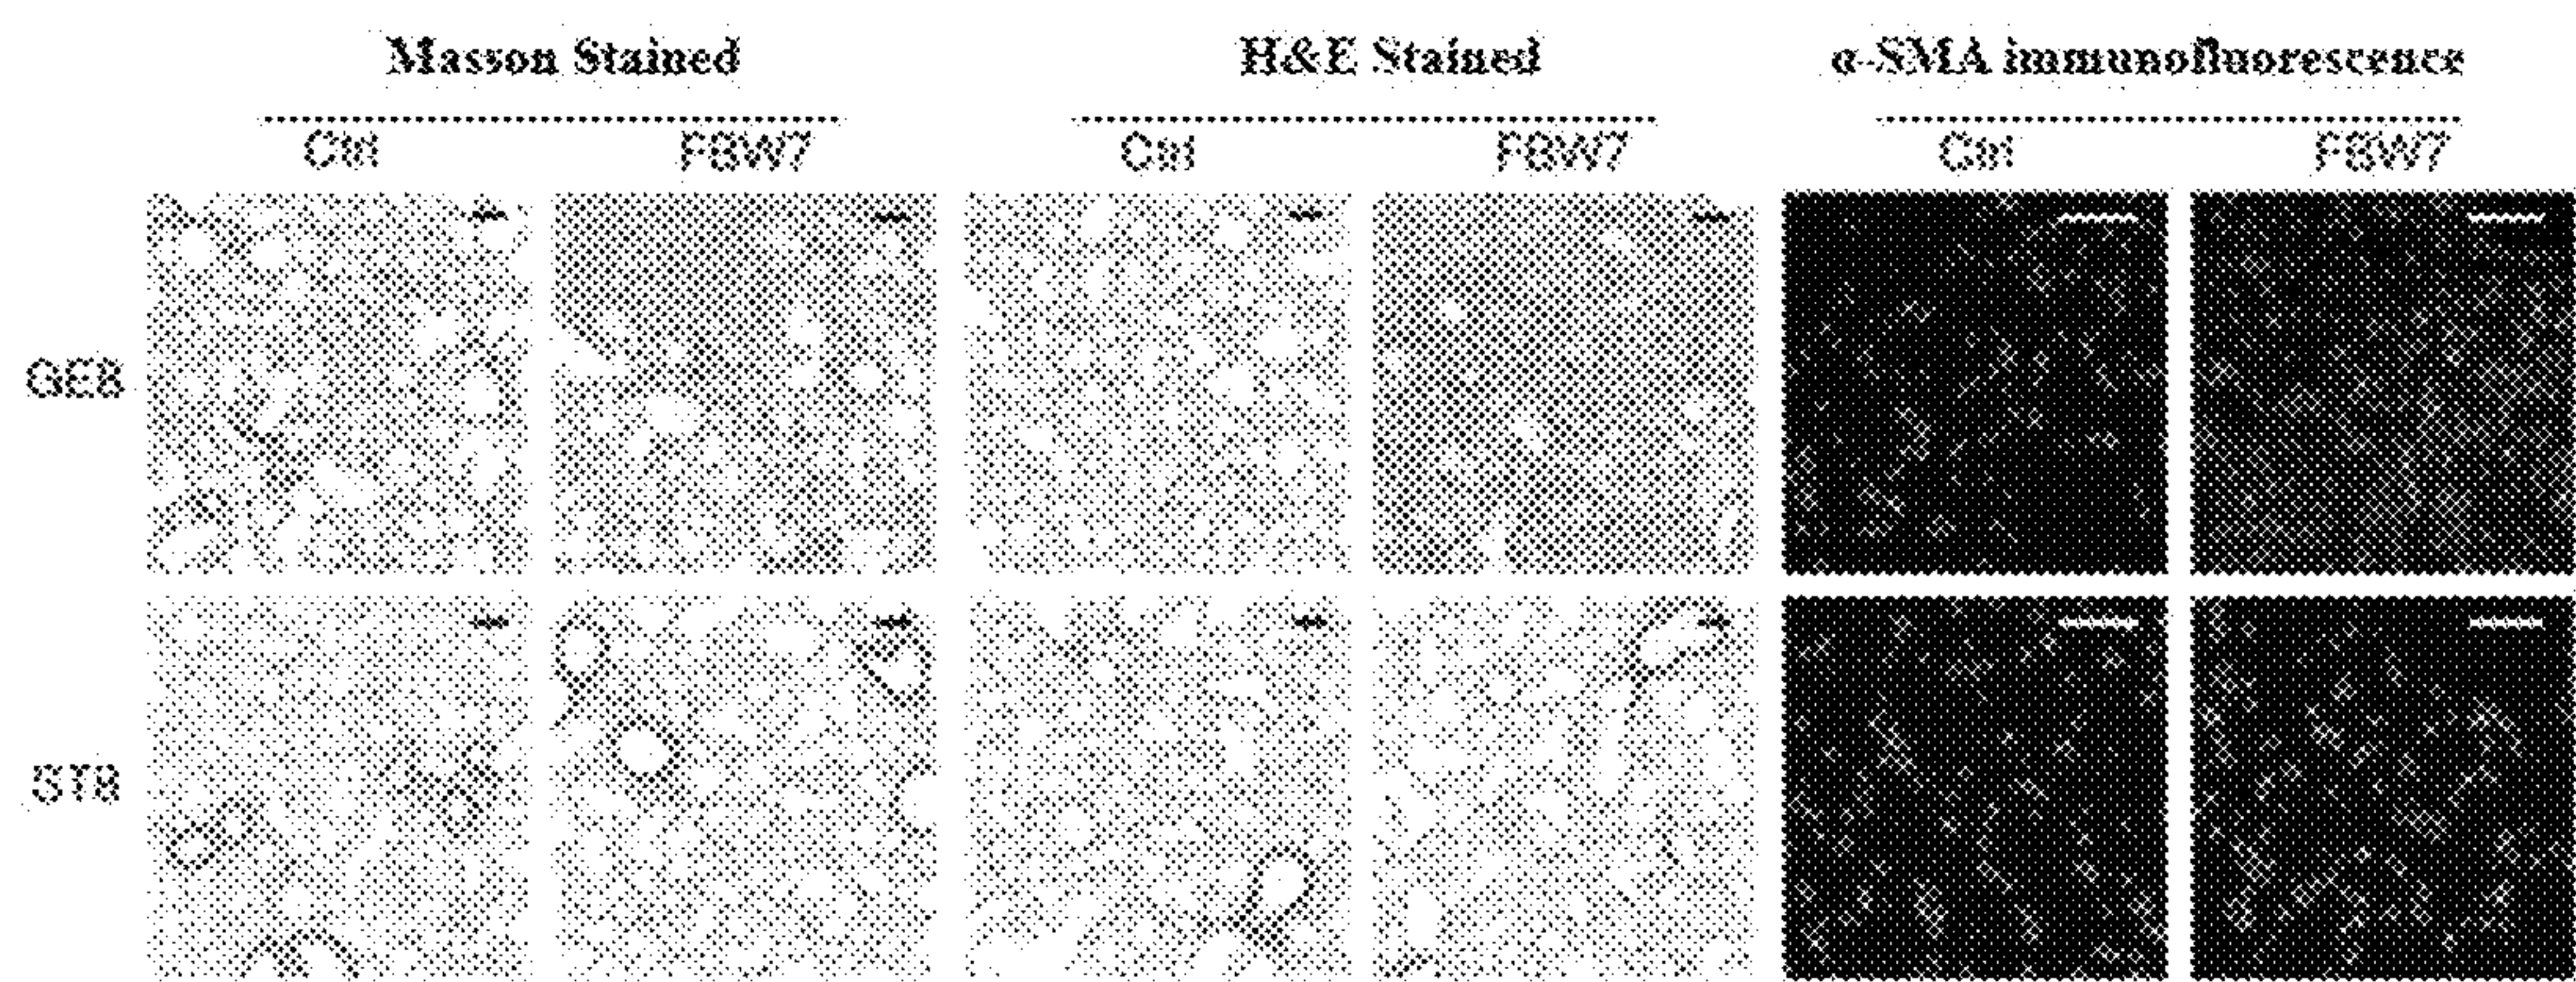 Masson Stained H&E Stained α-SMA immunofluorescence
Ctrl FBW7 Ctrl FBW7 Ctrl FBW7
GEB
STB